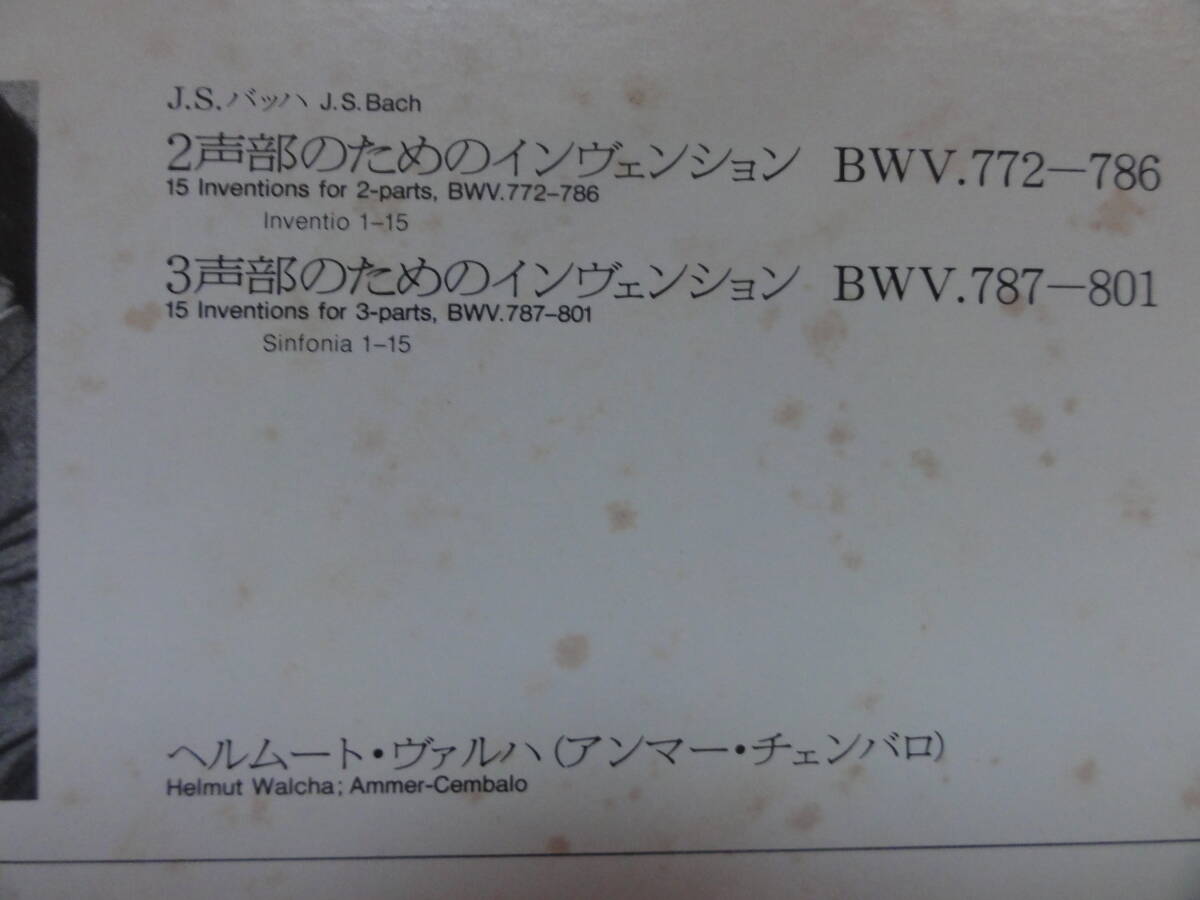 J.S.バッハ J.S.Bach
2声部のためのインヴェンション BWV.772–786
15 Inventions for 2-parts, BWV.772–786
Inventio 1–15
3声部のためのインヴェンション BWV.787–801
15 Inventions for 3-parts, BWV.787–801
Sinfonia 1–15
ヘルムート・ヴァルハ(アンマー・チェンバロ)
Helmut Walcha; Ammer-Cembalo